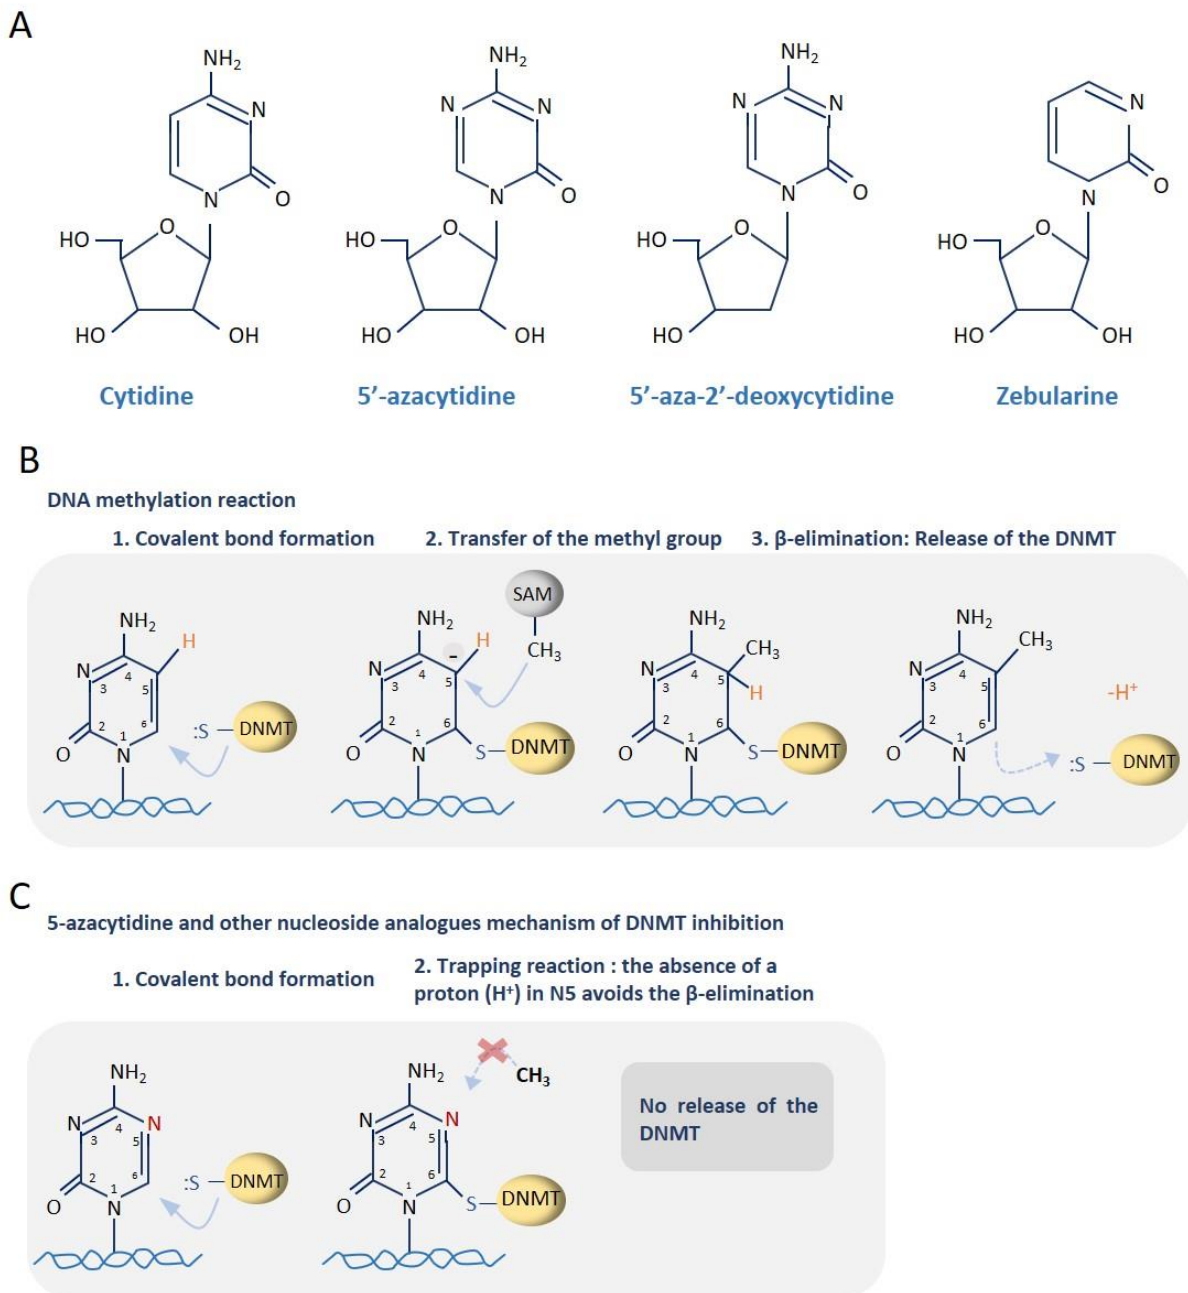 A
NH₂ NH₂ NH₂
N N N N N N
N O N O N O N O
HO O HO O HO O HO O
HO OH HO OH HO HO OH
Cytidine 5’-azacytidine 5’-aza-2’-deoxycytidine Zebularine
B
DNA methylation reaction
1. Covalent bond formation 2. Transfer of the methyl group 3. β-elimination: Release of the DNMT
SAM
NH₂ H NH₂ - H CH₃ NH₂ CH₃ NH₂ CH₃
N 3 4 5 N 3 4 5 N 3 4 5 H N 3 4 5 -H⁺
O 2 1 N 6 :S DNMT O 2 1 N 6 S DNMT O 2 1 N 6 S DNMT O 2 1 N 6 :S DNMT
C
5-azacytidine and other nucleoside analogues mechanism of DNMT inhibition
1. Covalent bond formation
2. Trapping reaction : the absence of a
proton (H⁺) in N5 avoids the β-elimination
NH₂ NH₂ CH₃
N 3 4 5 N N 3 4 5 N
O 2 1 N 6 :S DNMT O 2 1 N 6 S DNMT
No release of the
DNMT